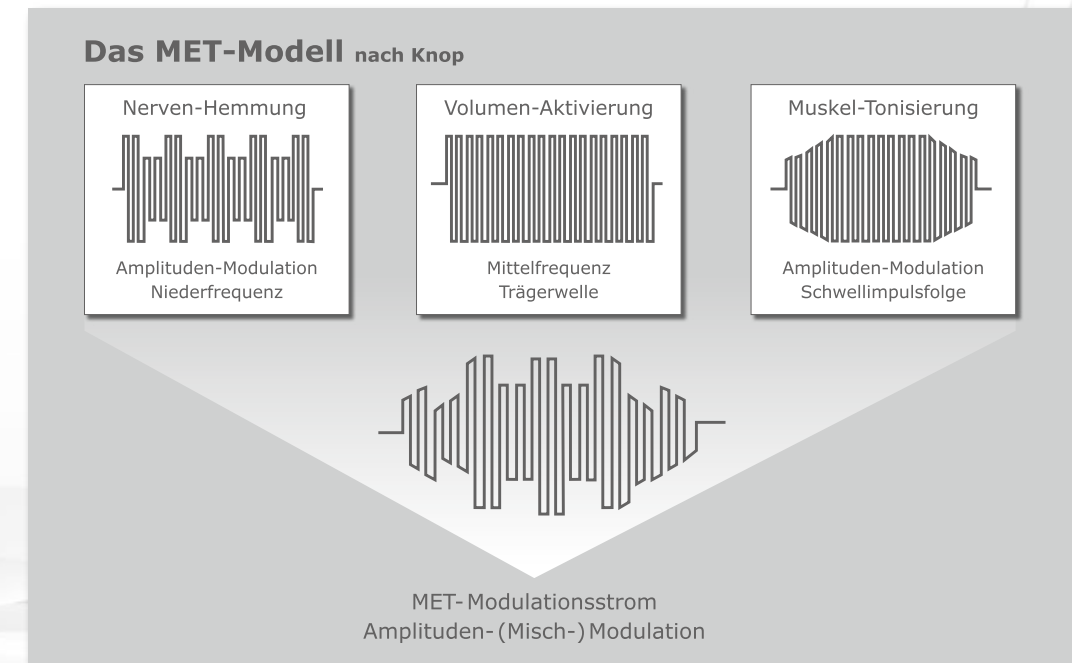 Das MET-Modell nach Knop
Nerven-Hemmung
Amplituden-Modulation
Niederfrequenz
Volumen-Aktivierung
Mittelfrequenz
Trägerwelle
Muskel-Tonisierung
Amplituden-Modulation
Schwellimpulsfolge
MET-Modulationsstrom
Amplituden-(Misch-)Modulation